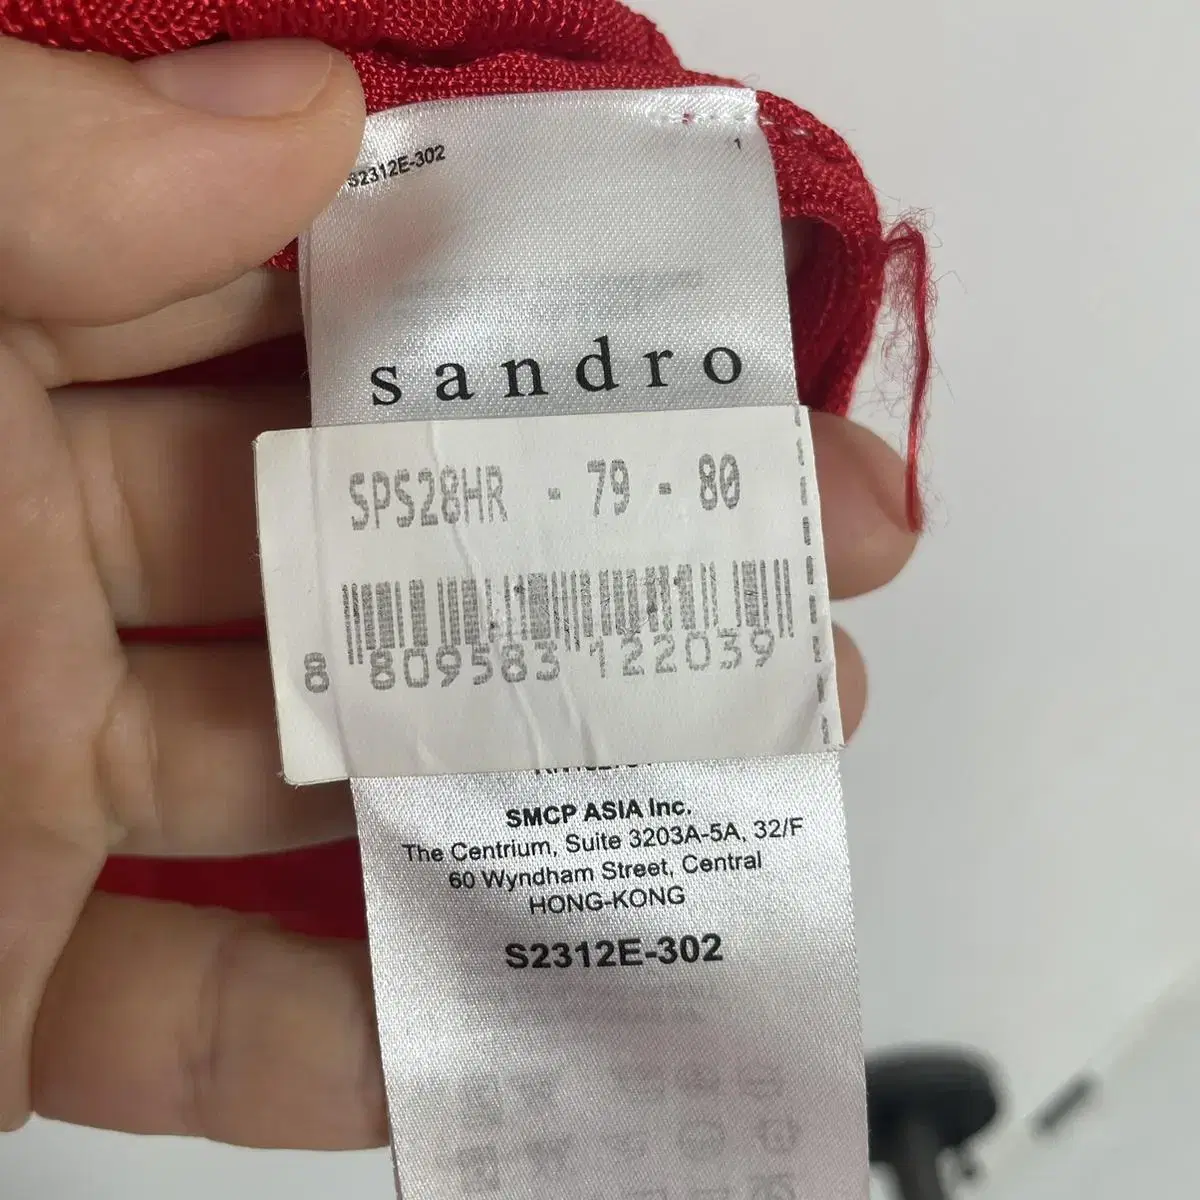 S2312E-302
1
sandro
SPS28HR - 79 - 80
8 809583 122039
SMCP ASIA Inc.
The Centrium, Suite 3203A-5A, 32/F
60 Wyndham Street, Central
HONG-KONG
S2312E-302